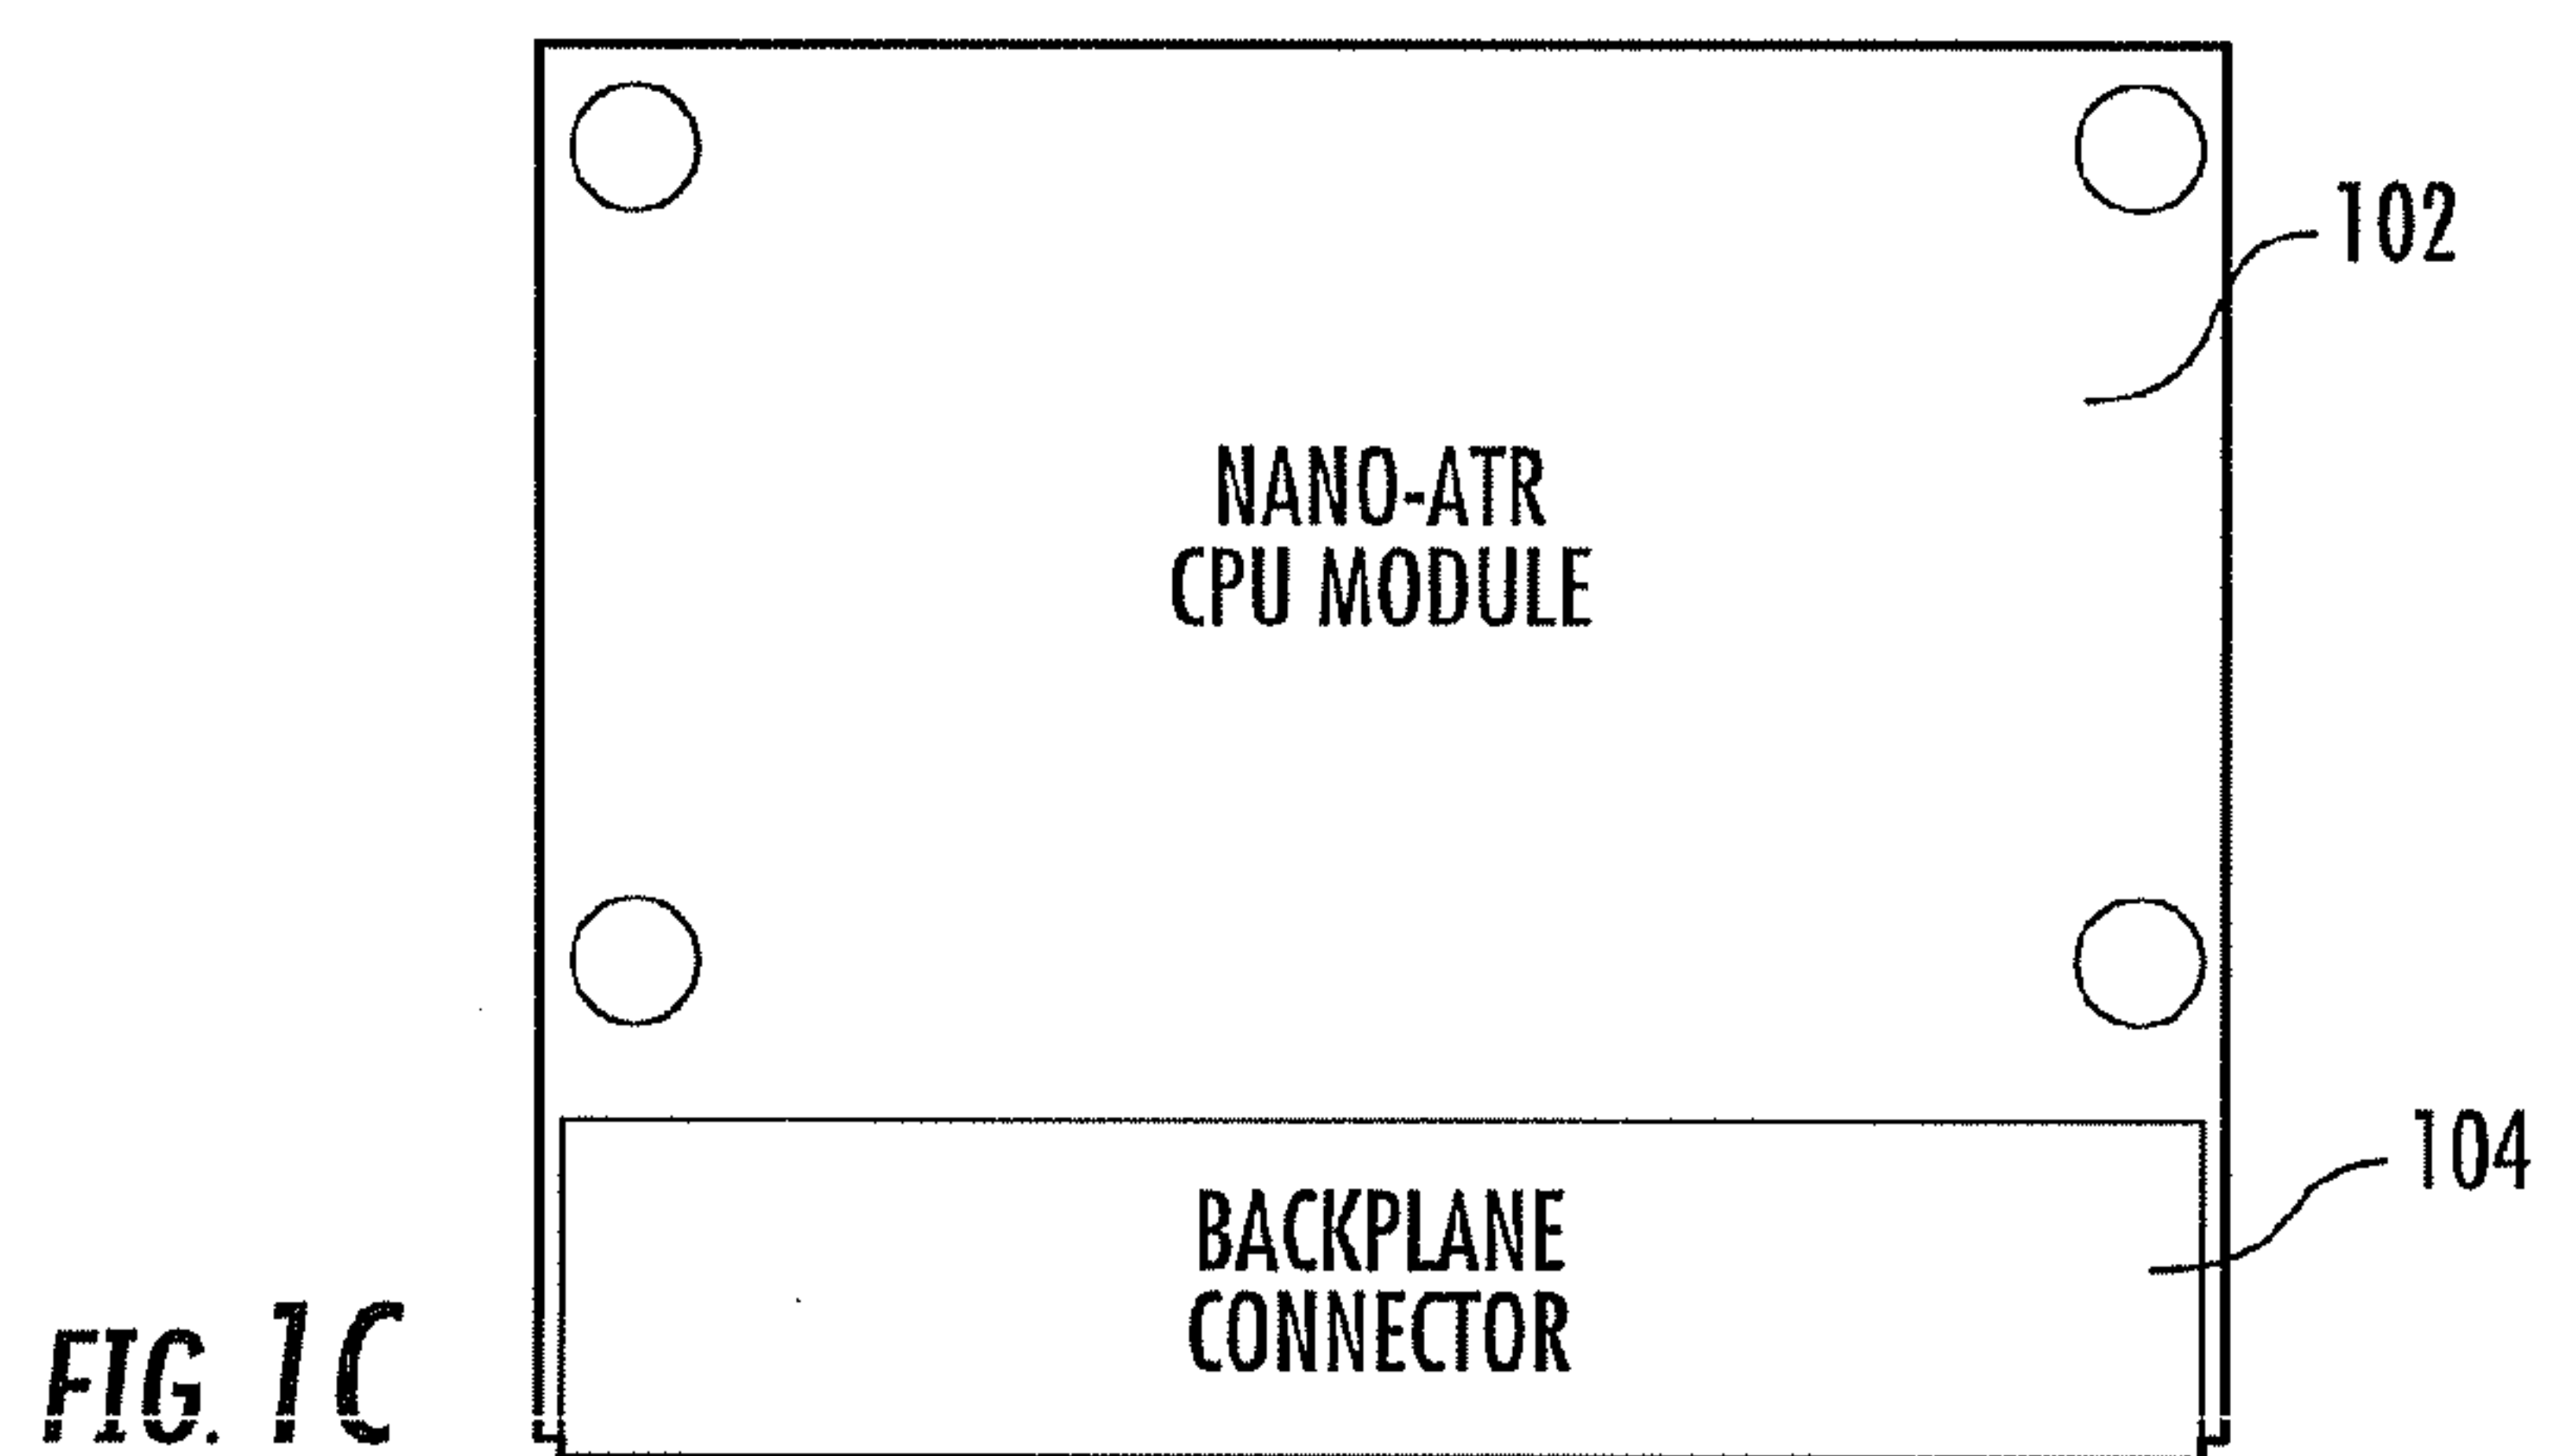 102
NANO-ATR
CPU MODULE
104
BACKPLANE
CONNECTOR
FIG. 1C